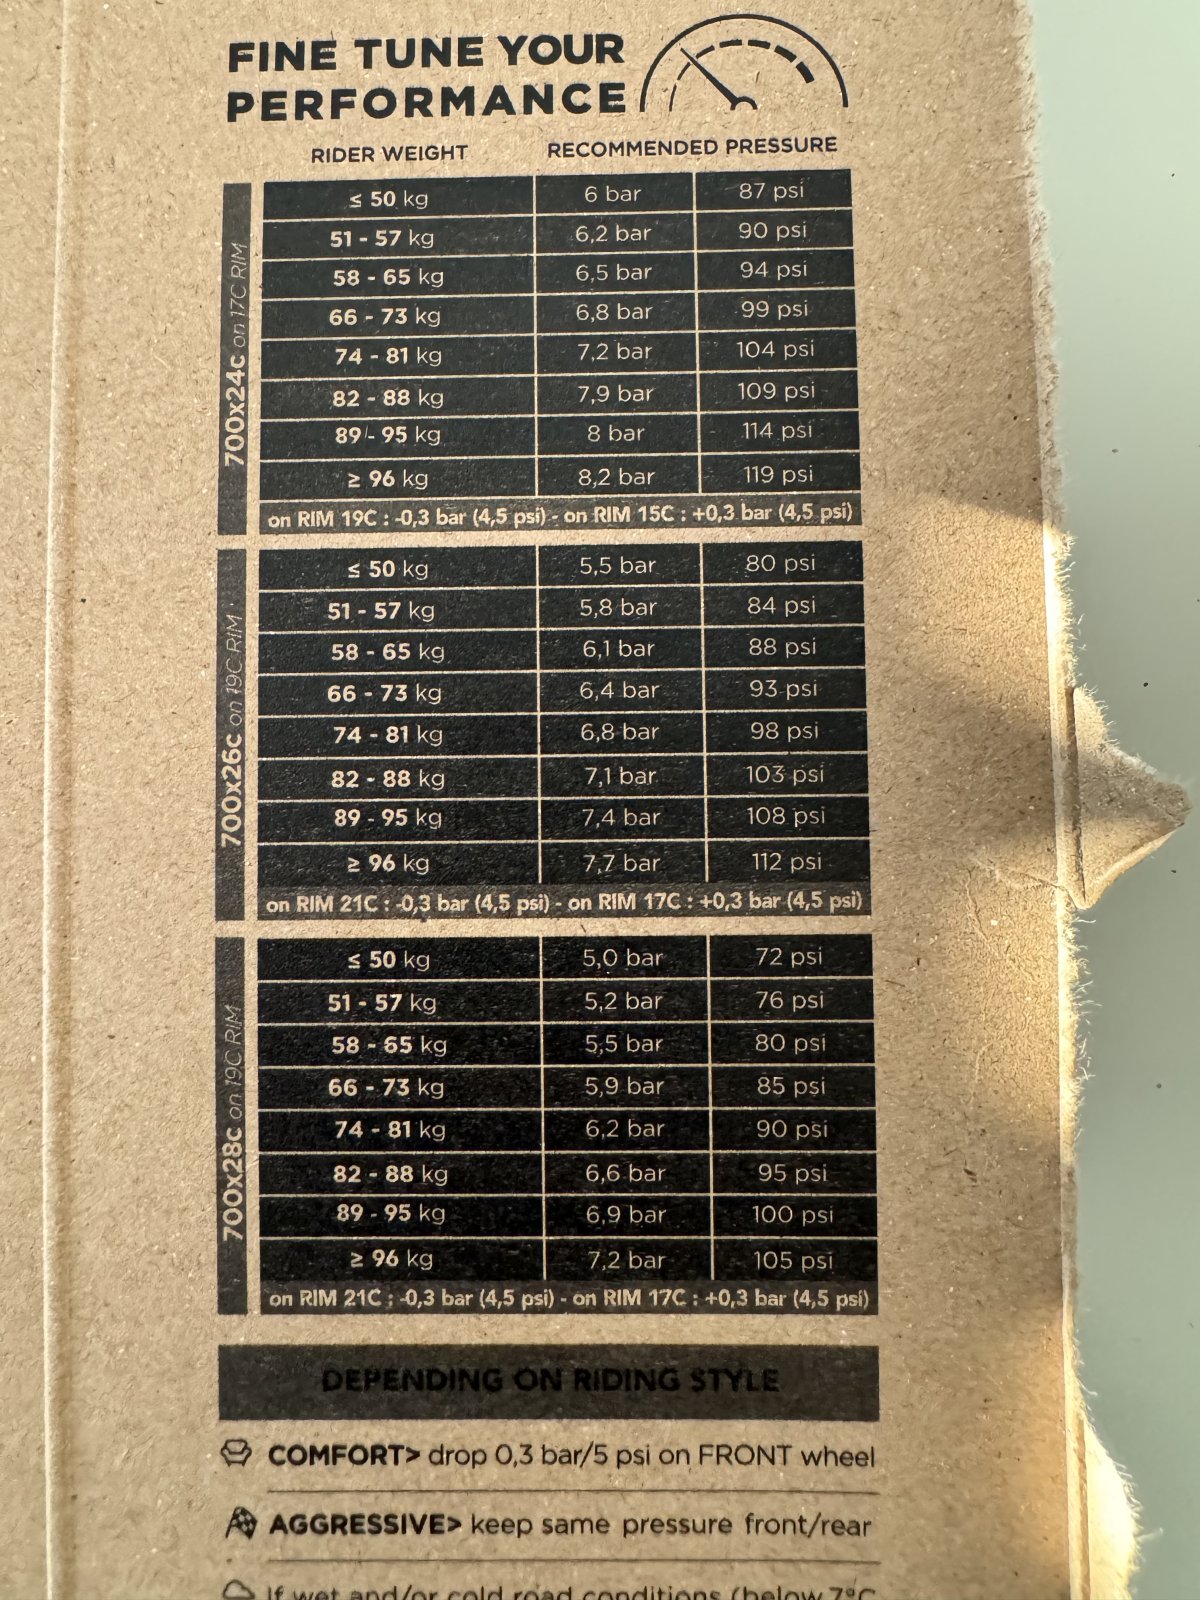 FINE TUNE YOUR
PERFORMANCE
RIDER WEIGHT RECOMMENDED PRESSURE
700x24c on 17C RIM
≤ 50 kg 6 bar 87 psi
51 - 57 kg 6,2 bar 90 psi
58 - 65 kg 6,5 bar 94 psi
66 - 73 kg 6,8 bar 99 psi
74 - 81 kg 7,2 bar 104 psi
82 - 88 kg 7,9 bar 109 psi
89 - 95 kg 8 bar 114 psi
≥ 96 kg 8,2 bar 119 psi
on RIM 19C : -0,3 bar (4,5 psi) - on RIM 15C : +0,3 bar (4,5 psi)
700x26c on 19C RIM
≤ 50 kg 5,5 bar 80 psi
51 - 57 kg 5,8 bar 84 psi
58 - 65 kg 6,1 bar 88 psi
66 - 73 kg 6,4 bar 93 psi
74 - 81 kg 6,8 bar 98 psi
82 - 88 kg 7,1 bar 103 psi
89 - 95 kg 7,4 bar 108 psi
≥ 96 kg 7,7 bar 112 psi
on RIM 21C : -0,3 bar (4,5 psi) - on RIM 17C : +0,3 bar (4,5 psi)
700x28c on 19C RIM
≤ 50 kg 5,0 bar 72 psi
51 - 57 kg 5,2 bar 76 psi
58 - 65 kg 5,5 bar 80 psi
66 - 73 kg 5,9 bar 85 psi
74 - 81 kg 6,2 bar 90 psi
82 - 88 kg 6,6 bar 95 psi
89 - 95 kg 6,9 bar 100 psi
≥ 96 kg 7,2 bar 105 psi
on RIM 21C : -0,3 bar (4,5 psi) - on RIM 17C : +0,3 bar (4,5 psi)
DEPENDING ON RIDING STYLE
COMFORT> drop 0,3 bar/5 psi on FRONT wheel
AGGRESSIVE> keep same pressure front/rear
If wet and/or cold road conditions (below 7°C